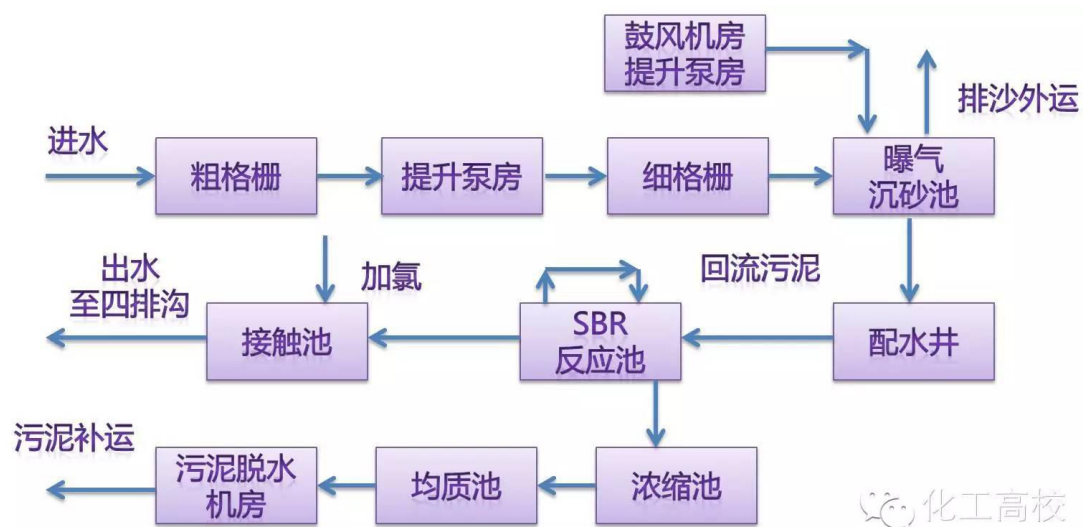 鼓风机房
提升泵房
排沙外运
进水
粗格栅
提升泵房
细格栅
曝气
沉砂池
出水
至四排沟
加氯
回流污泥
接触池
SBR
反应池
配水井
污泥补运
污泥脱水
机房
均质池
浓缩池
化工高校